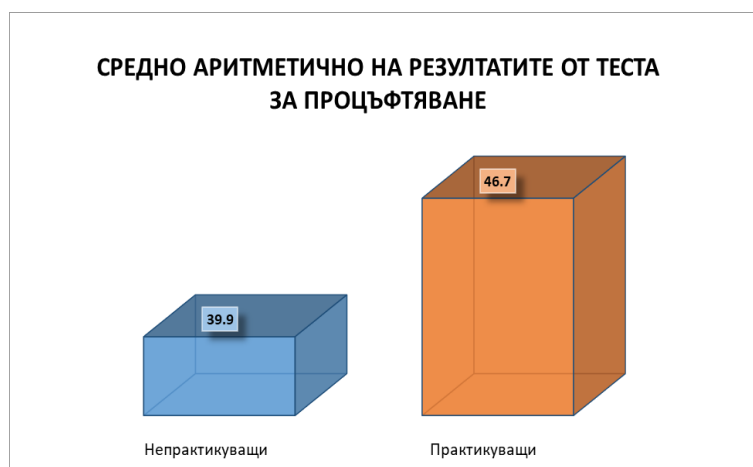 СРЕДНО АРИТМЕТИЧНО НА РЕЗУЛТАТИТЕ ОТ ТЕСТА
ЗА ПРОЦЪФТЯВАНЕ
46.7
39.9
Непрактикуващи
Практикуващи